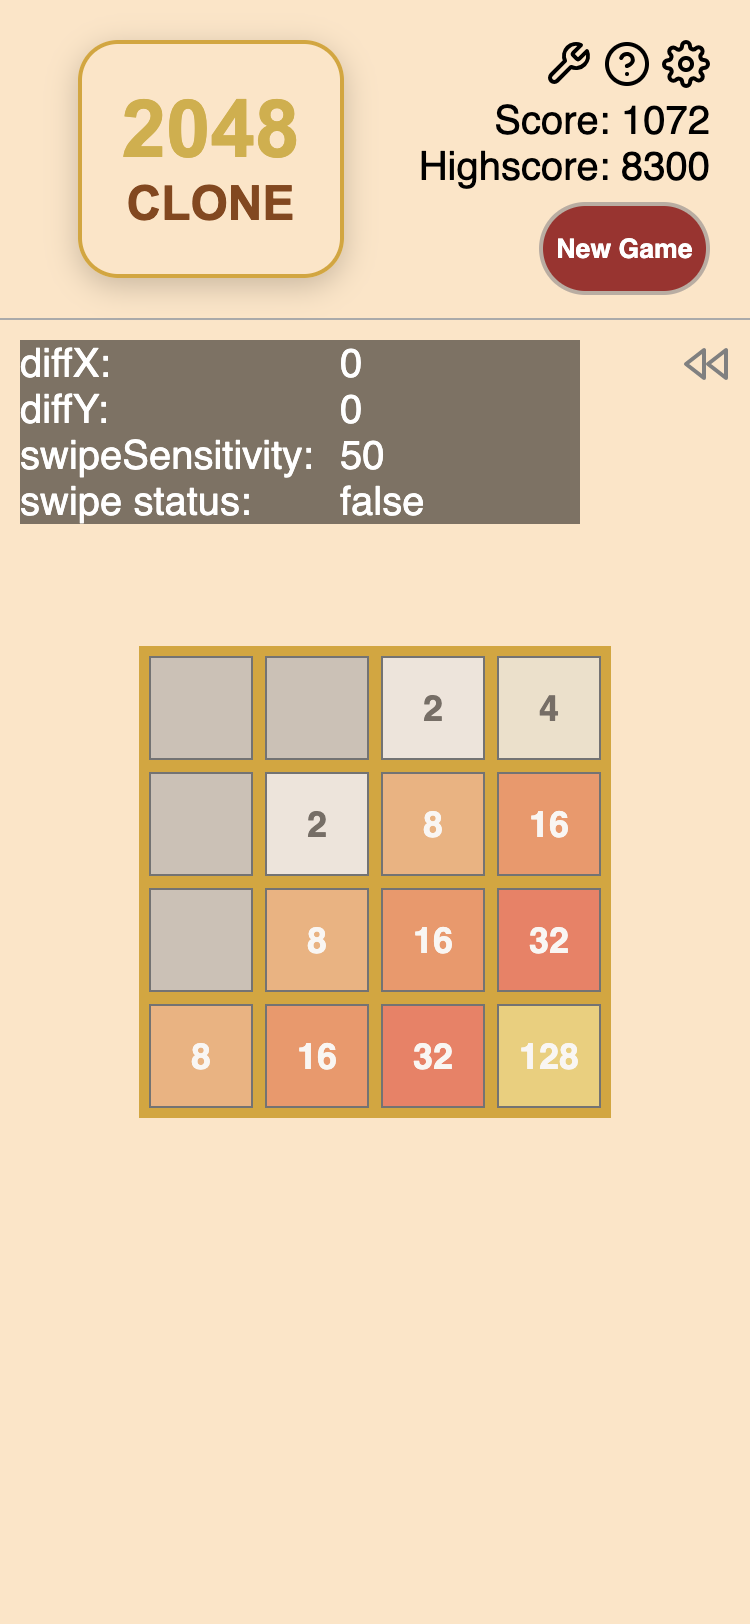 2048
CLONE
Score: 1072
Highscore: 8300
New Game
diffX: 0
diffY: 0
swipeSensitivity: 50
swipe status: false
2 4
2 8 16
8 16 32
8 16 32 128